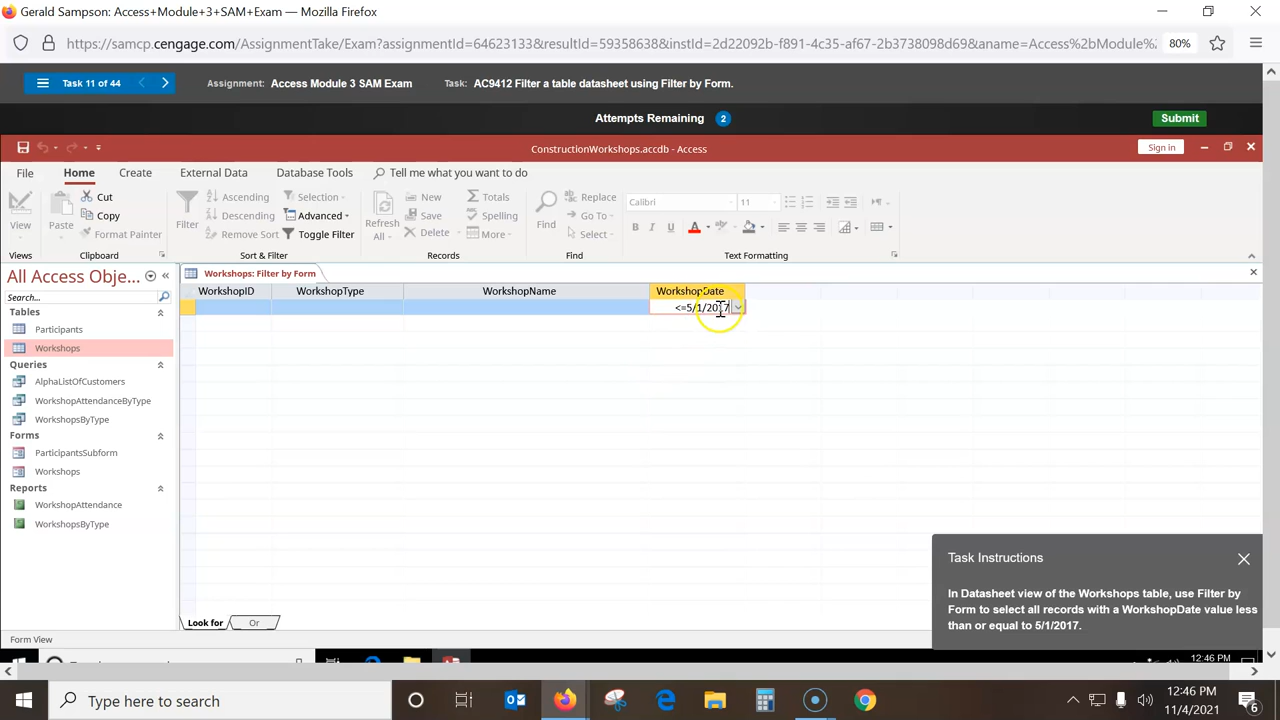 Gerald Sampson: Access+Module+3+SAM+Exam — Mozilla Firefox
https://samcp.cengage.com/AssignmentTake/Exam?assignmentId=64623133&resultId=59358638&instId=2d22092b-f891-4c35-af67-2b3738098d69&aname=Access%2bModule%
80%
Task 11 of 44
Assignment: Access Module 3 SAM Exam
Task: AC9412 Filter a table datasheet using Filter by Form.
Attempts Remaining 2
Submit
ConstructionWorkshops.accdb - Access
Sign in
File Home Create External Data Database Tools Tell me what you want to do
View
Views
Paste
Cut
Copy
Format Painter
Clipboard
Filter
Ascending
Descending
Remove Sort
Selection
Advanced
Toggle Filter
Sort & Filter
Refresh All
New
Save
Delete
Totals
Spelling
More
Records
Find
Replace
Go To
Select
Find
Calibri
11
B I U A
Text Formatting
All Access Obje...
Search...
Tables
Participants
Workshops
Queries
AlphaListOfCustomers
WorkshopAttendanceByType
WorkshopsByType
Forms
ParticipantsSubform
Workshops
Reports
WorkshopAttendance
WorkshopsByType
Workshops: Filter by Form
WorkshopID WorkshopType WorkshopName WorkshopDate
<=5/1/2017
Look for Or
Form View
Task Instructions
In Datasheet view of the Workshops table, use Filter by
Form to select all records with a WorkshopDate value less
than or equal to 5/1/2017.
12:46 PM
Type here to search
12:46 PM
11/4/2021
6